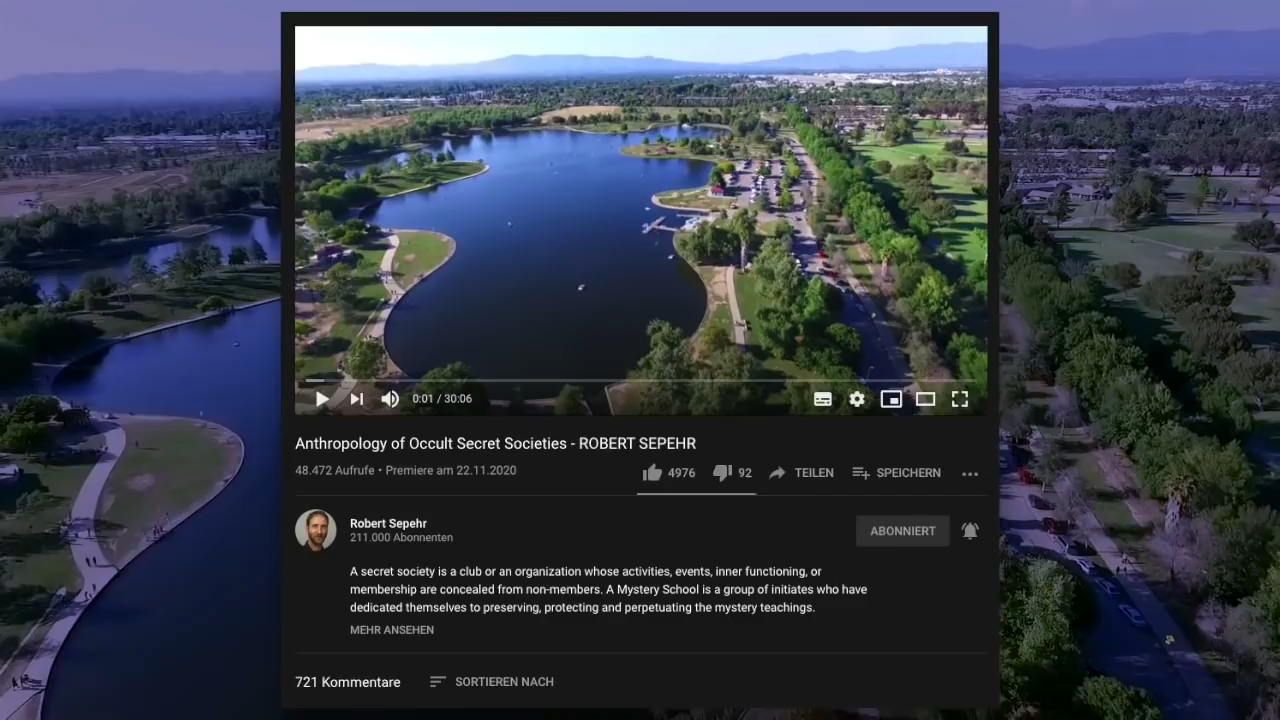 0:01 / 30:06
Anthropology of Occult Secret Societies - ROBERT SEPEHR
48.472 Aufrufe • Premiere am 22.11.2020
4976 92 TEILEN SPEICHERN
Robert Sepehr
211.000 Abonnenten
ABONNIERT
A secret society is a club or an organization whose activities, events, inner functioning, or
membership are concealed from non-members. A Mystery School is a group of initiates who have
dedicated themselves to preserving, protecting and perpetuating the mystery teachings.
MEHR ANSEHEN
721 Kommentare SORTIEREN NACH